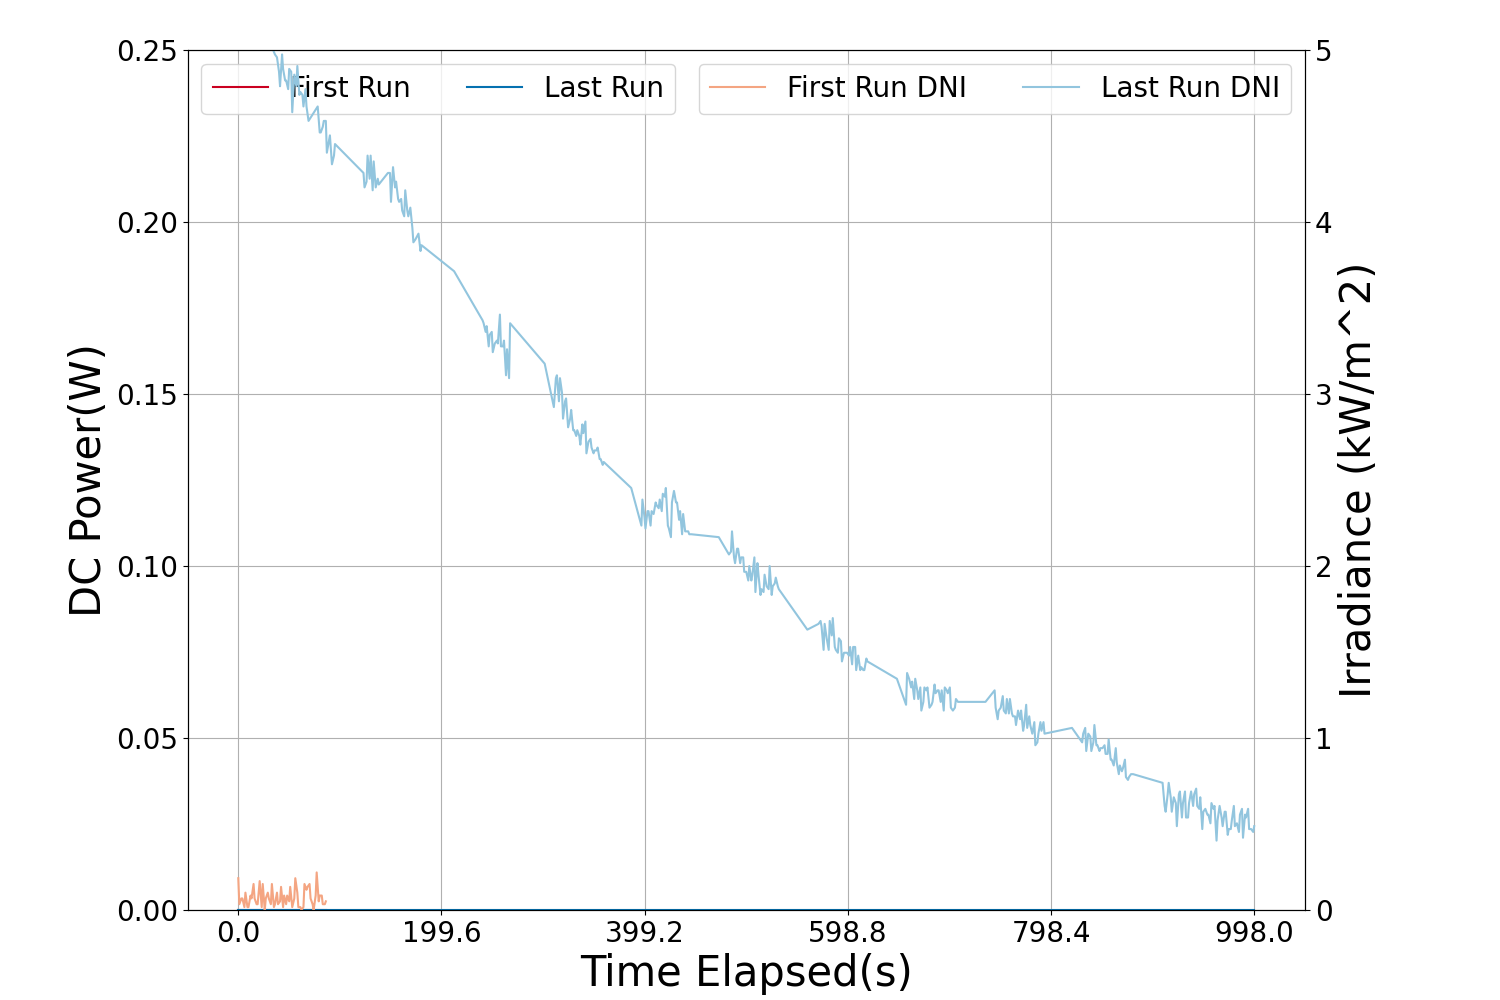 First Run
Last Run
First Run DNI
Last Run DNI
0.25
0.20
0.15
0.10
0.05
0.00
DC Power(W)
5
4
3
2
1
0
Irradiance (kW/m^2)
0.0
199.6
399.2
598.8
798.4
998.0
Time Elapsed(s)